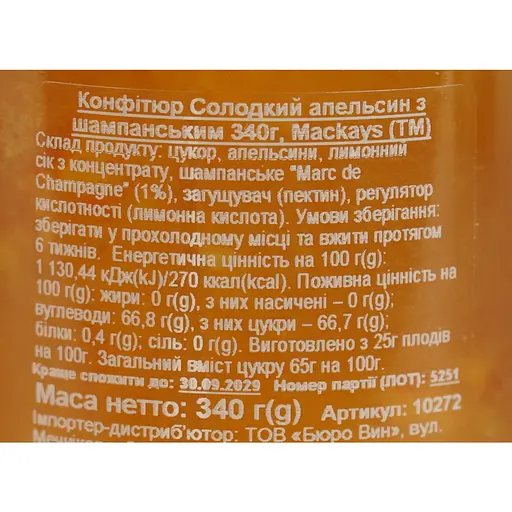 Конфітюр Солодкий апельсин з
шампанським 340г, Mackays (TM)
Склад продукту: цукор, апельсини, лимонний
сік з концентрату, шампанське "Marc de
Champagne" (1%), загущувач (пектин), регулятор
кислотності (лимонна кислота). Умови зберігання:
зберігати у прохолодному місці та вжити протягом
6 тижнів. Енергетична цінність на 100 г(g):
1 130,44 кДж(kJ)/270 ккал(kcal). Поживна цінність на
100 г(g): жири: 0 г(g), з них насичені – 0 г(g);
вуглеводи: 66,8 г(g), з них цукри – 66,7 г(g);
білки: 0,4 г(g); сіль: 0 г(g). Виготовлено з 25г плодів
на 100г. Загальний вміст цукру 65г на 100г.
Краще спожити до: 30.09.2029 Номер партії (ЛОТ): 5251
Маса нетто: 340 г(g) Артикул: 10272
Імпортер-дистриб'ютор: ТОВ «Бюро Вин», вул.